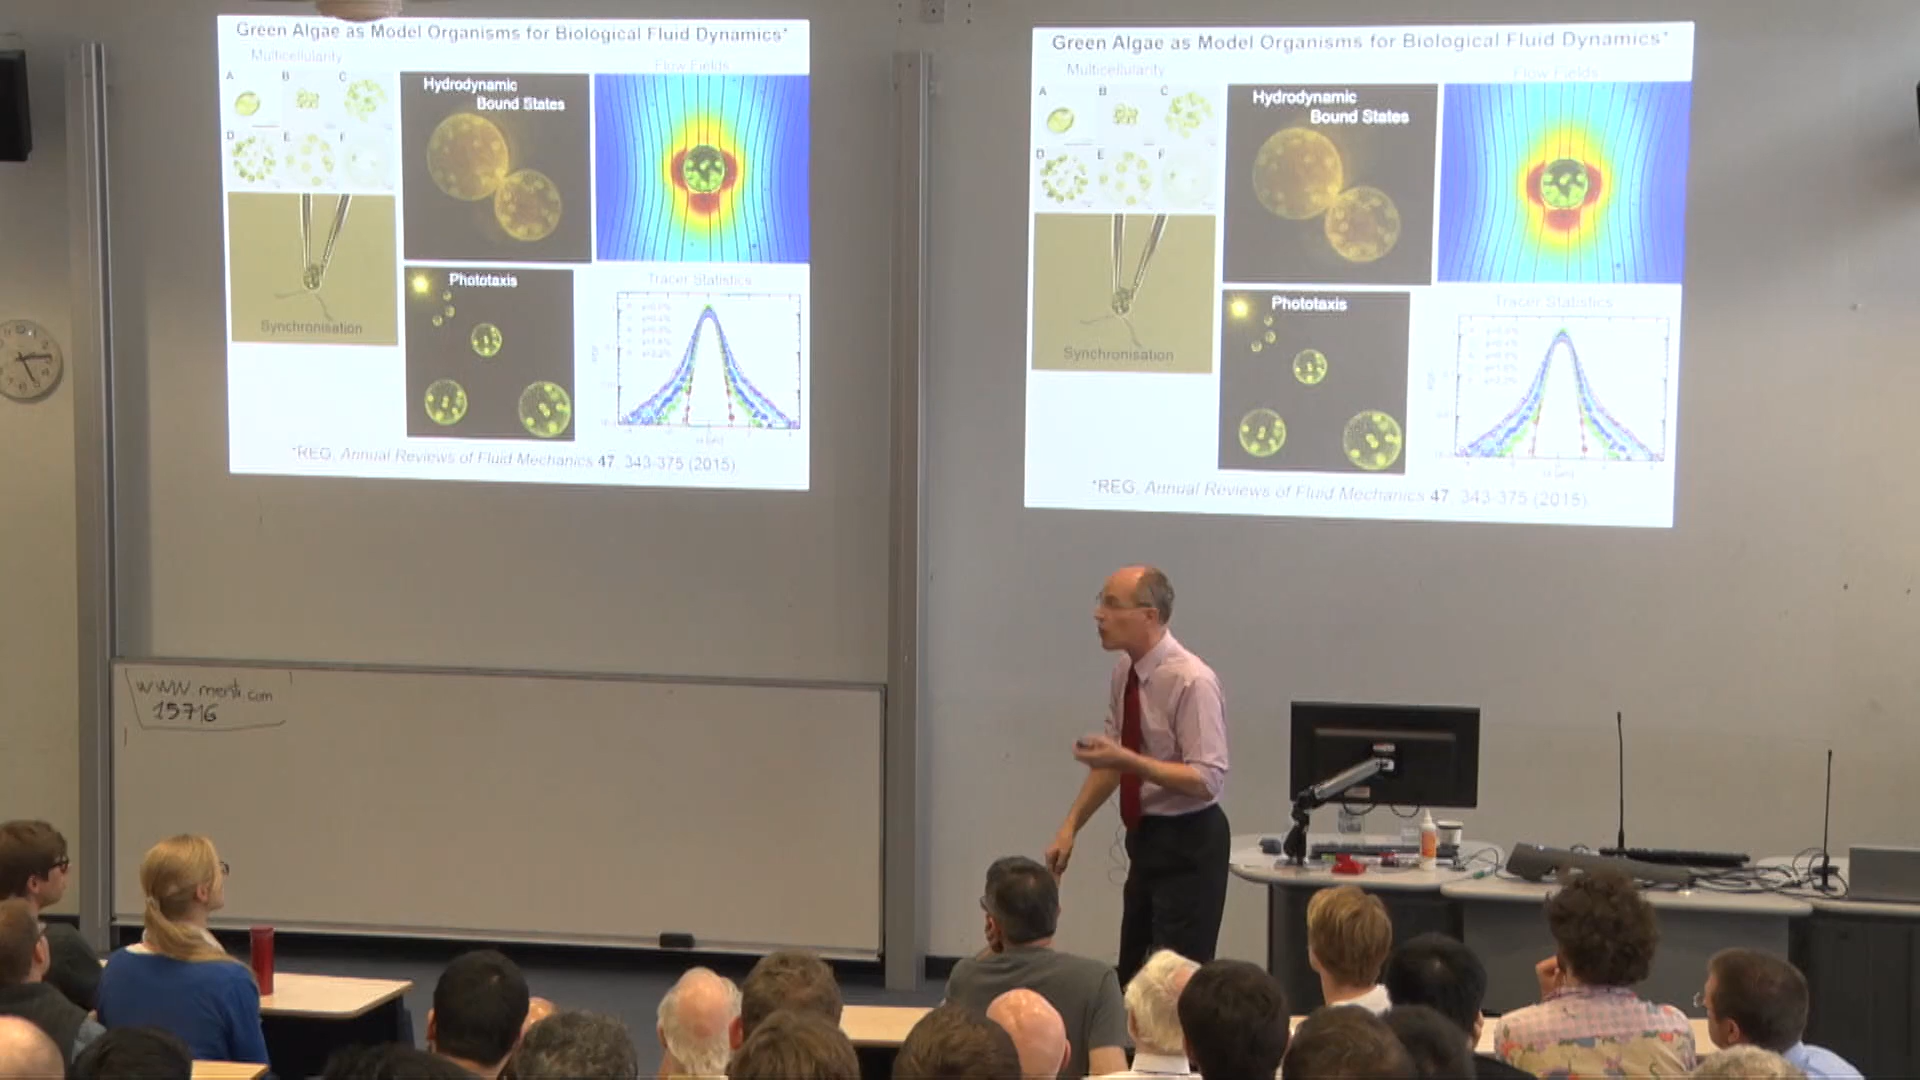 Green Algae as Model Organisms for Biological Fluid Dynamics*
Multicellularity
A B C
D E F
Hydrodynamic
Bound States
Flow Fields
Synchronisation
Phototaxis
Tracer Statistics
*REG, Annual Reviews of Fluid Mechanics 47, 343-375 (2015)
Green Algae as Model Organisms for Biological Fluid Dynamics*
Multicellularity
A B C
D E F
Hydrodynamic
Bound States
Flow Fields
Synchronisation
Phototaxis
Tracer Statistics
*REG, Annual Reviews of Fluid Mechanics 47, 343-375 (2015)
15716